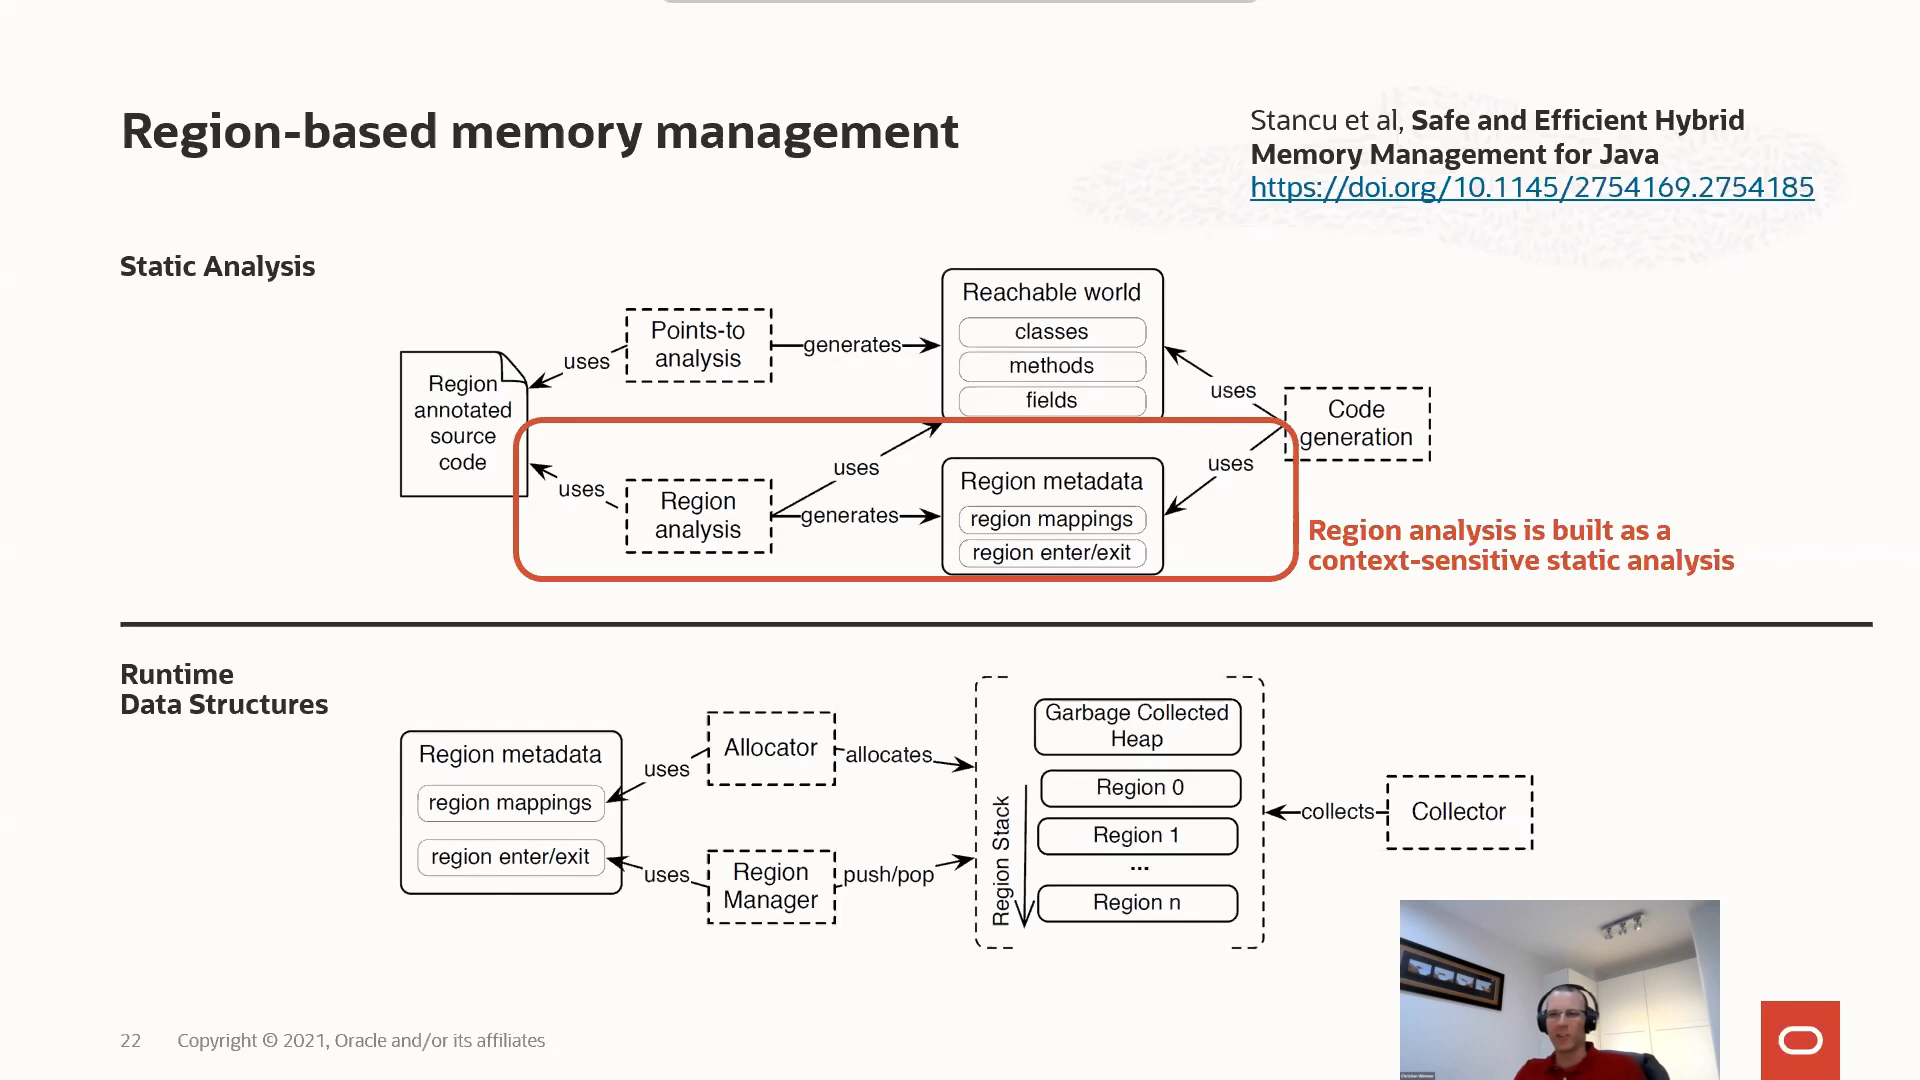 Region-based memory management
Stancu et al, Safe and Efficient Hybrid
Memory Management for Java
https://doi.org/10.1145/2754169.2754185
Static Analysis
Region
annotated
source
code
uses
Points-to
analysis
generates
Reachable world
classes
methods
fields
uses
Code
generation
uses
uses
Region
analysis
uses
generates
Region metadata
region mappings
region enter/exit
Region analysis is built as a
context-sensitive static analysis
Runtime
Data Structures
Region metadata
region mappings
region enter/exit
uses
Allocator
allocates
uses
Region
Manager
push/pop
Region Stack
Garbage Collected
Heap
Region 0
Region 1
...
Region n
collects
Collector
22 Copyright © 2021, Oracle and/or its affiliates